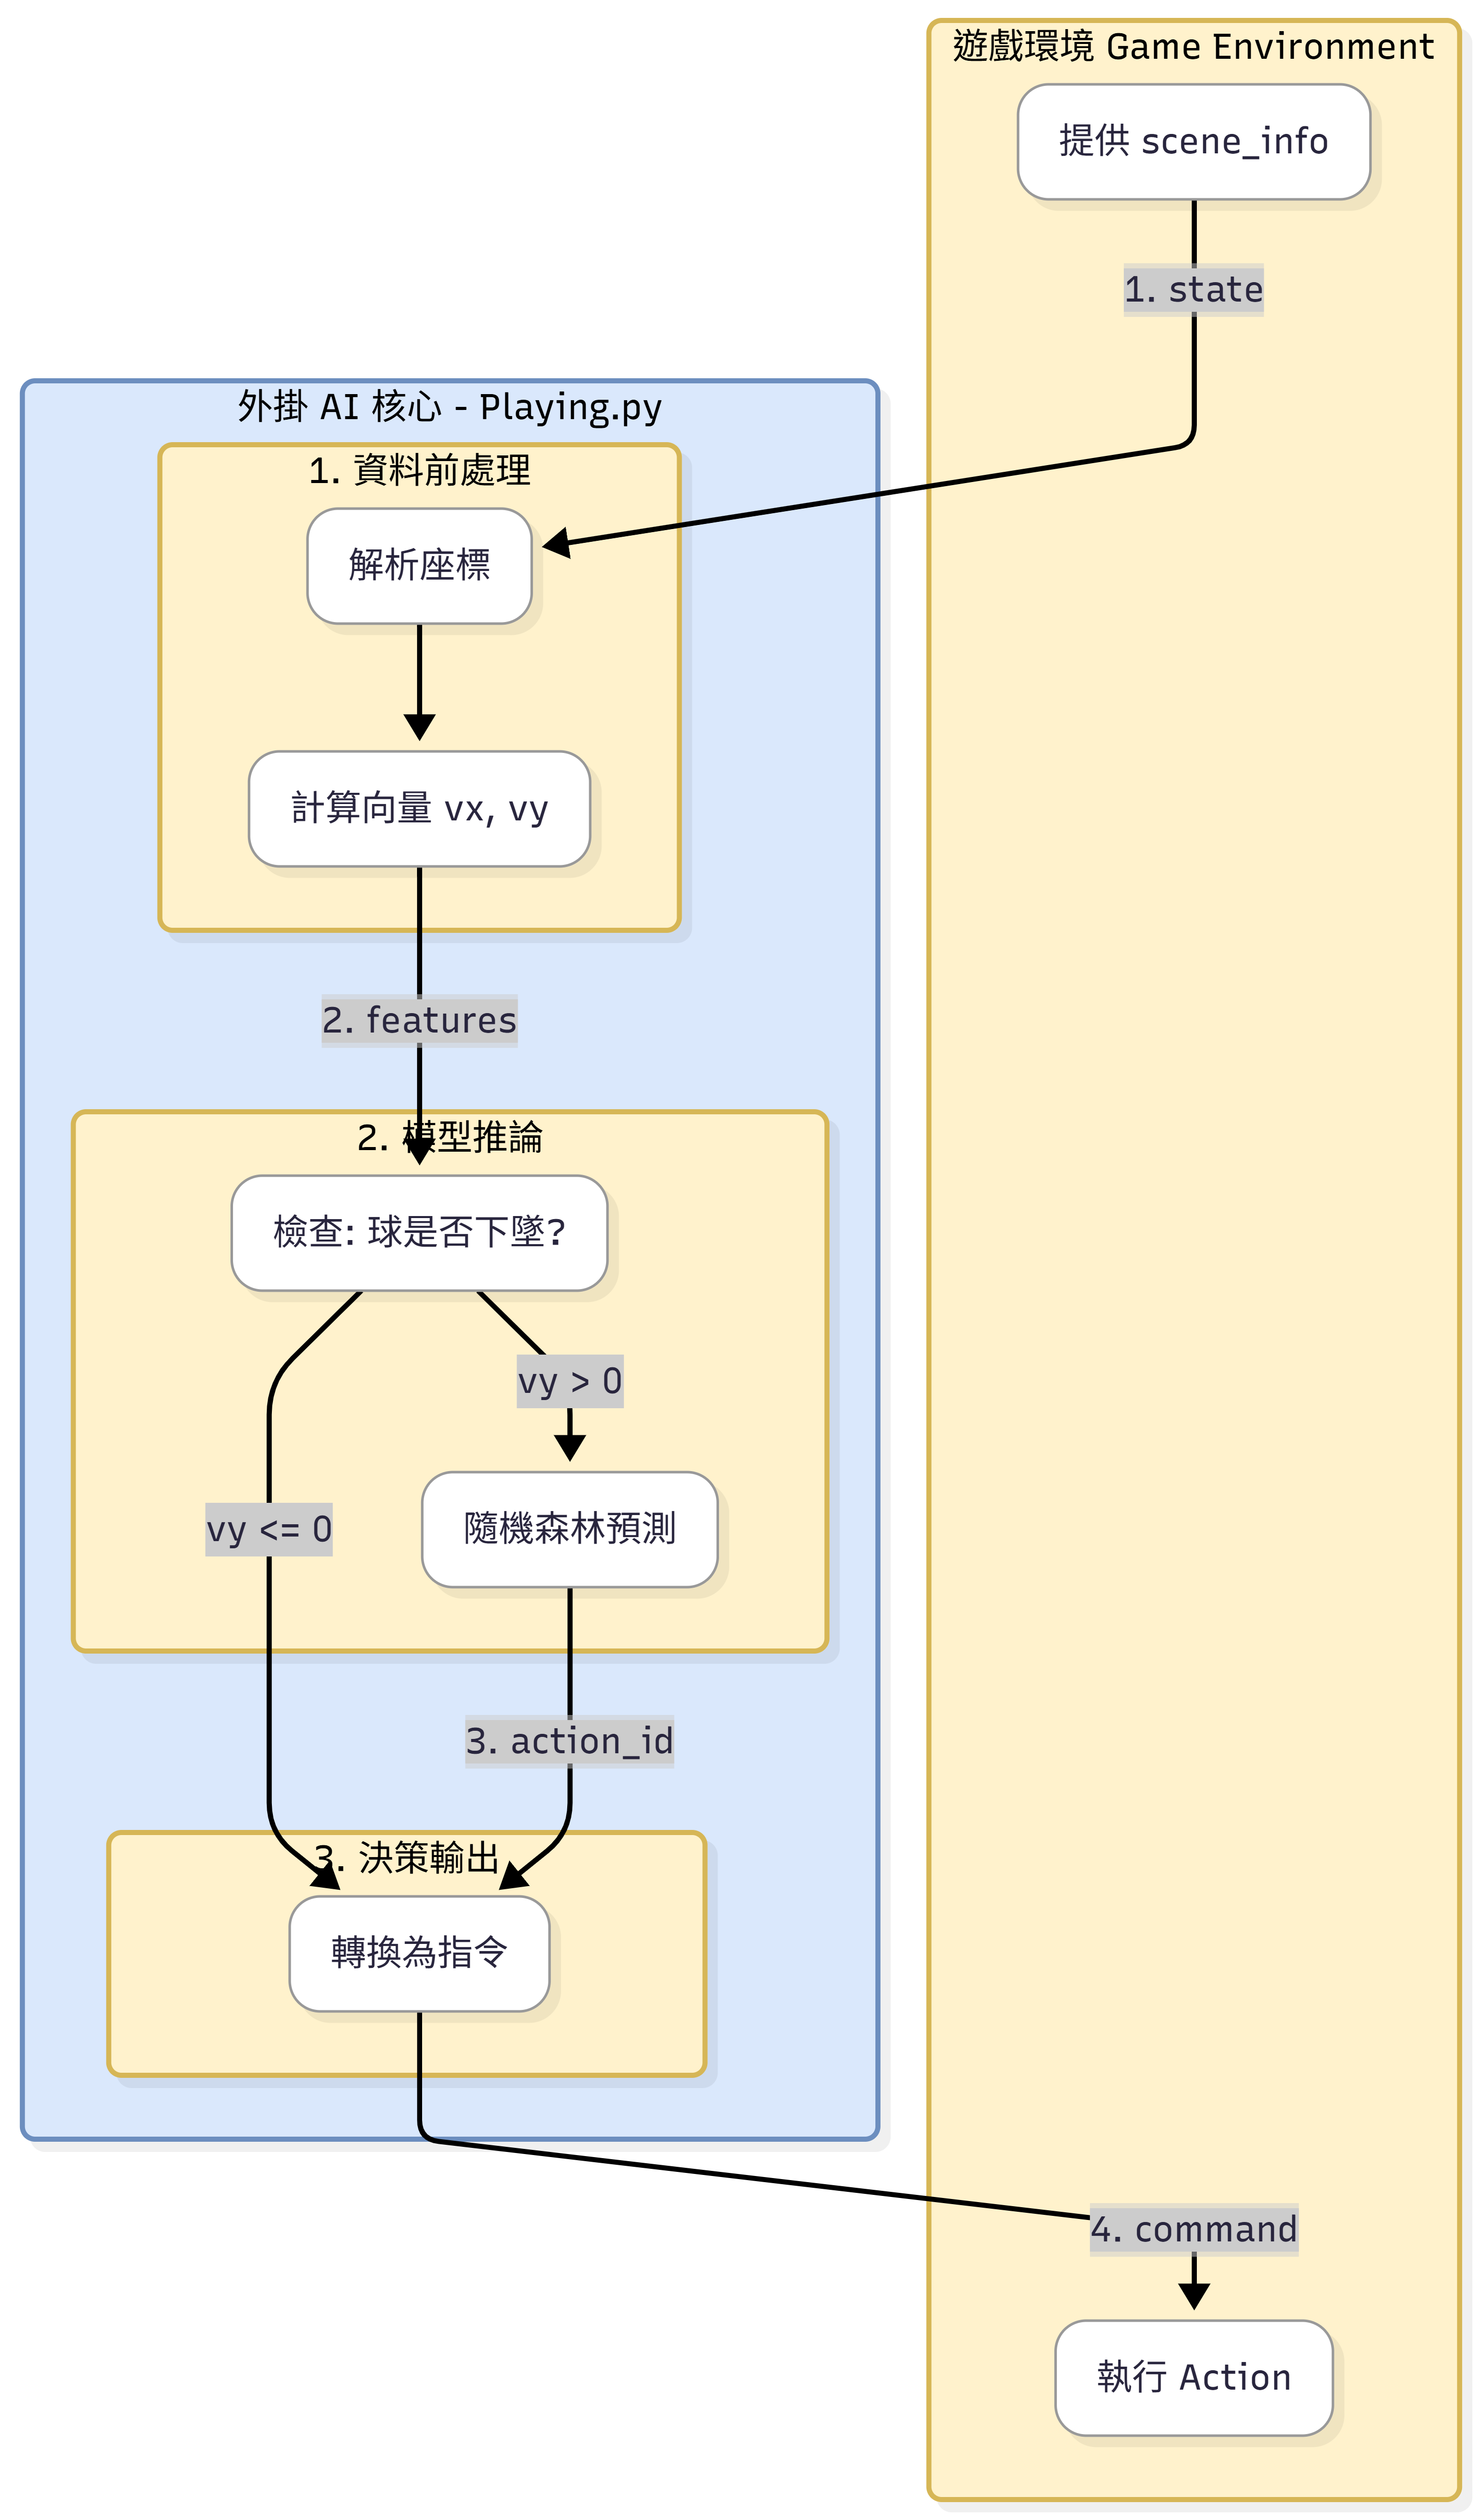 遊戲環境 Game Environment
提供 scene_info
1. state
外掛 AI 核心 - Playing.py
1. 資料前處理
解析座標
計算向量 vx, vy
2. features
2. 模型推論
檢查: 球是否下墜?
vy > 0
vy <= 0
隨機森林預測
3. action_id
3. 決策輸出
轉換為指令
4. command
執行 Action